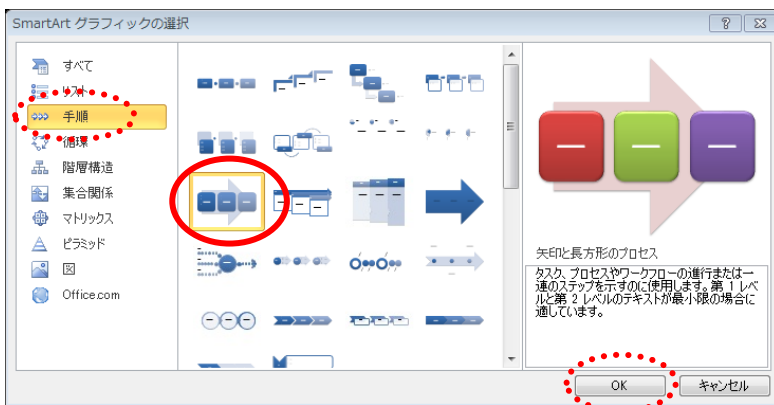 SmartArt グラフィックの選択
すべて
リスト
手順
循環
階層構造
集合関係
マトリックス
ピラミッド
図
Office.com
矢印と長方形のプロセス
タスク、プロセスやワークフローの進行または一
連のステップを示すのに使用します。第 1 レベ
ルと第 2 レベルのテキストが最小限の場合に
適しています。
OK
キャンセル